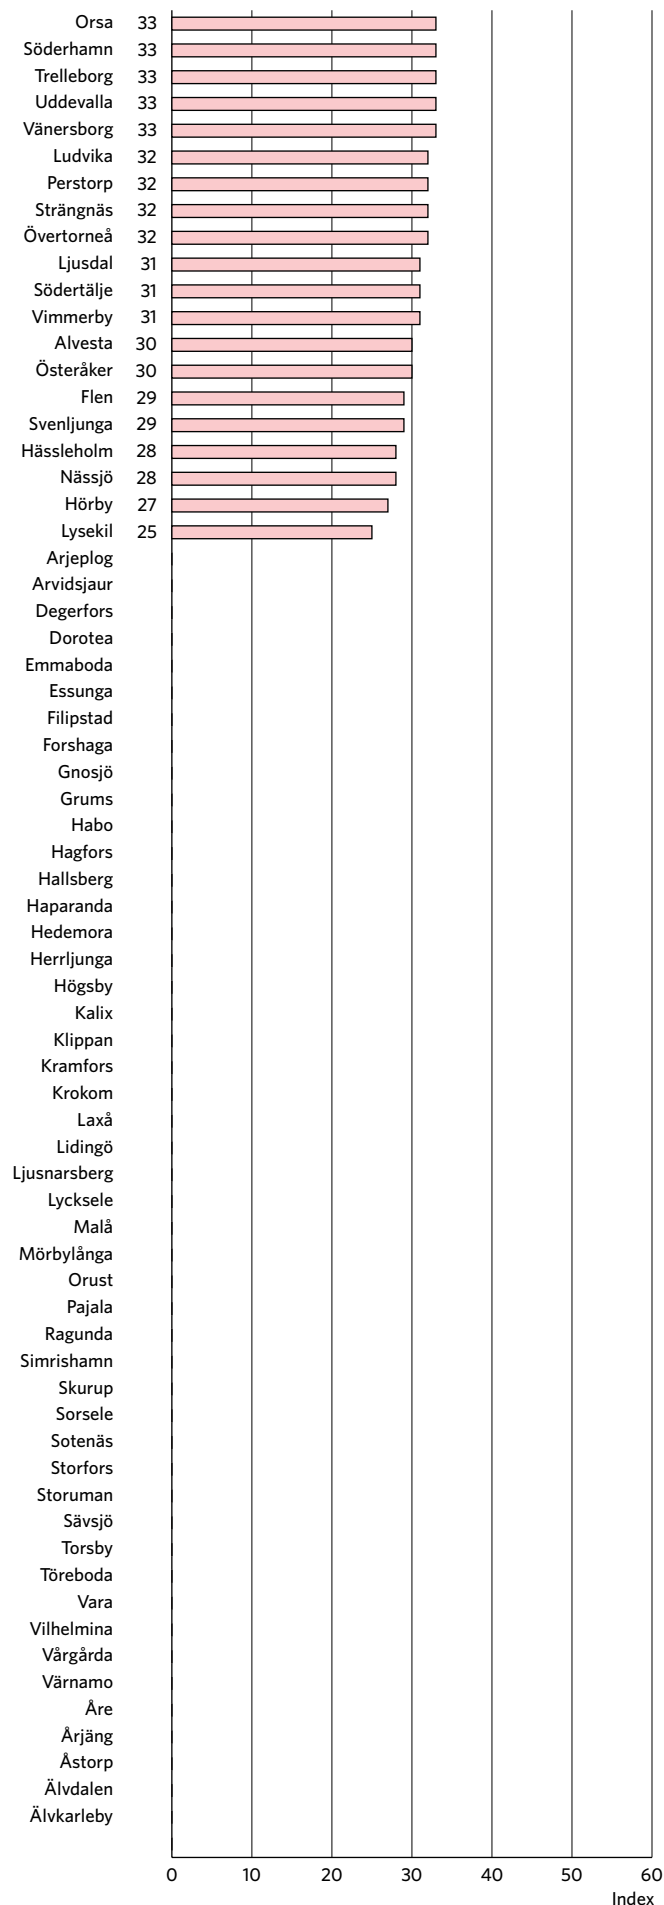 Orsa 33
Söderhamn 33
Trelleborg 33
Uddevalla 33
Vänersborg 33
Ludvika 32
Perstorp 32
Strängnäs 32
Övertorneå 32
Ljusdal 31
Södertälje 31
Vimmerby 31
Alvesta 30
Österåker 30
Flen 29
Svenljunga 29
Hässleholm 28
Nässjö 28
Hörby 27
Lysekil 25
Arjeplog
Arvidsjaur
Degerfors
Dorotea
Emmaboda
Essunga
Filipstad
Forshaga
Gnosjö
Grums
Habo
Hagfors
Hallsberg
Haparanda
Hedemora
Herrljunga
Högsby
Kalix
Klippan
Kramfors
Krokom
Laxå
Lidingö
Ljusnarsberg
Lycksele
Malå
Mörbylånga
Orust
Pajala
Ragunda
Simrishamn
Skurup
Sorsele
Sotenäs
Storfors
Storuman
Sävsjö
Torsby
Töreboda
Vara
Vilhelmina
Vårgårda
Värnamo
Åre
Årjäng
Åstorp
Älvdalen
Älvkarleby
0 10 20 30 40 50 60
Index